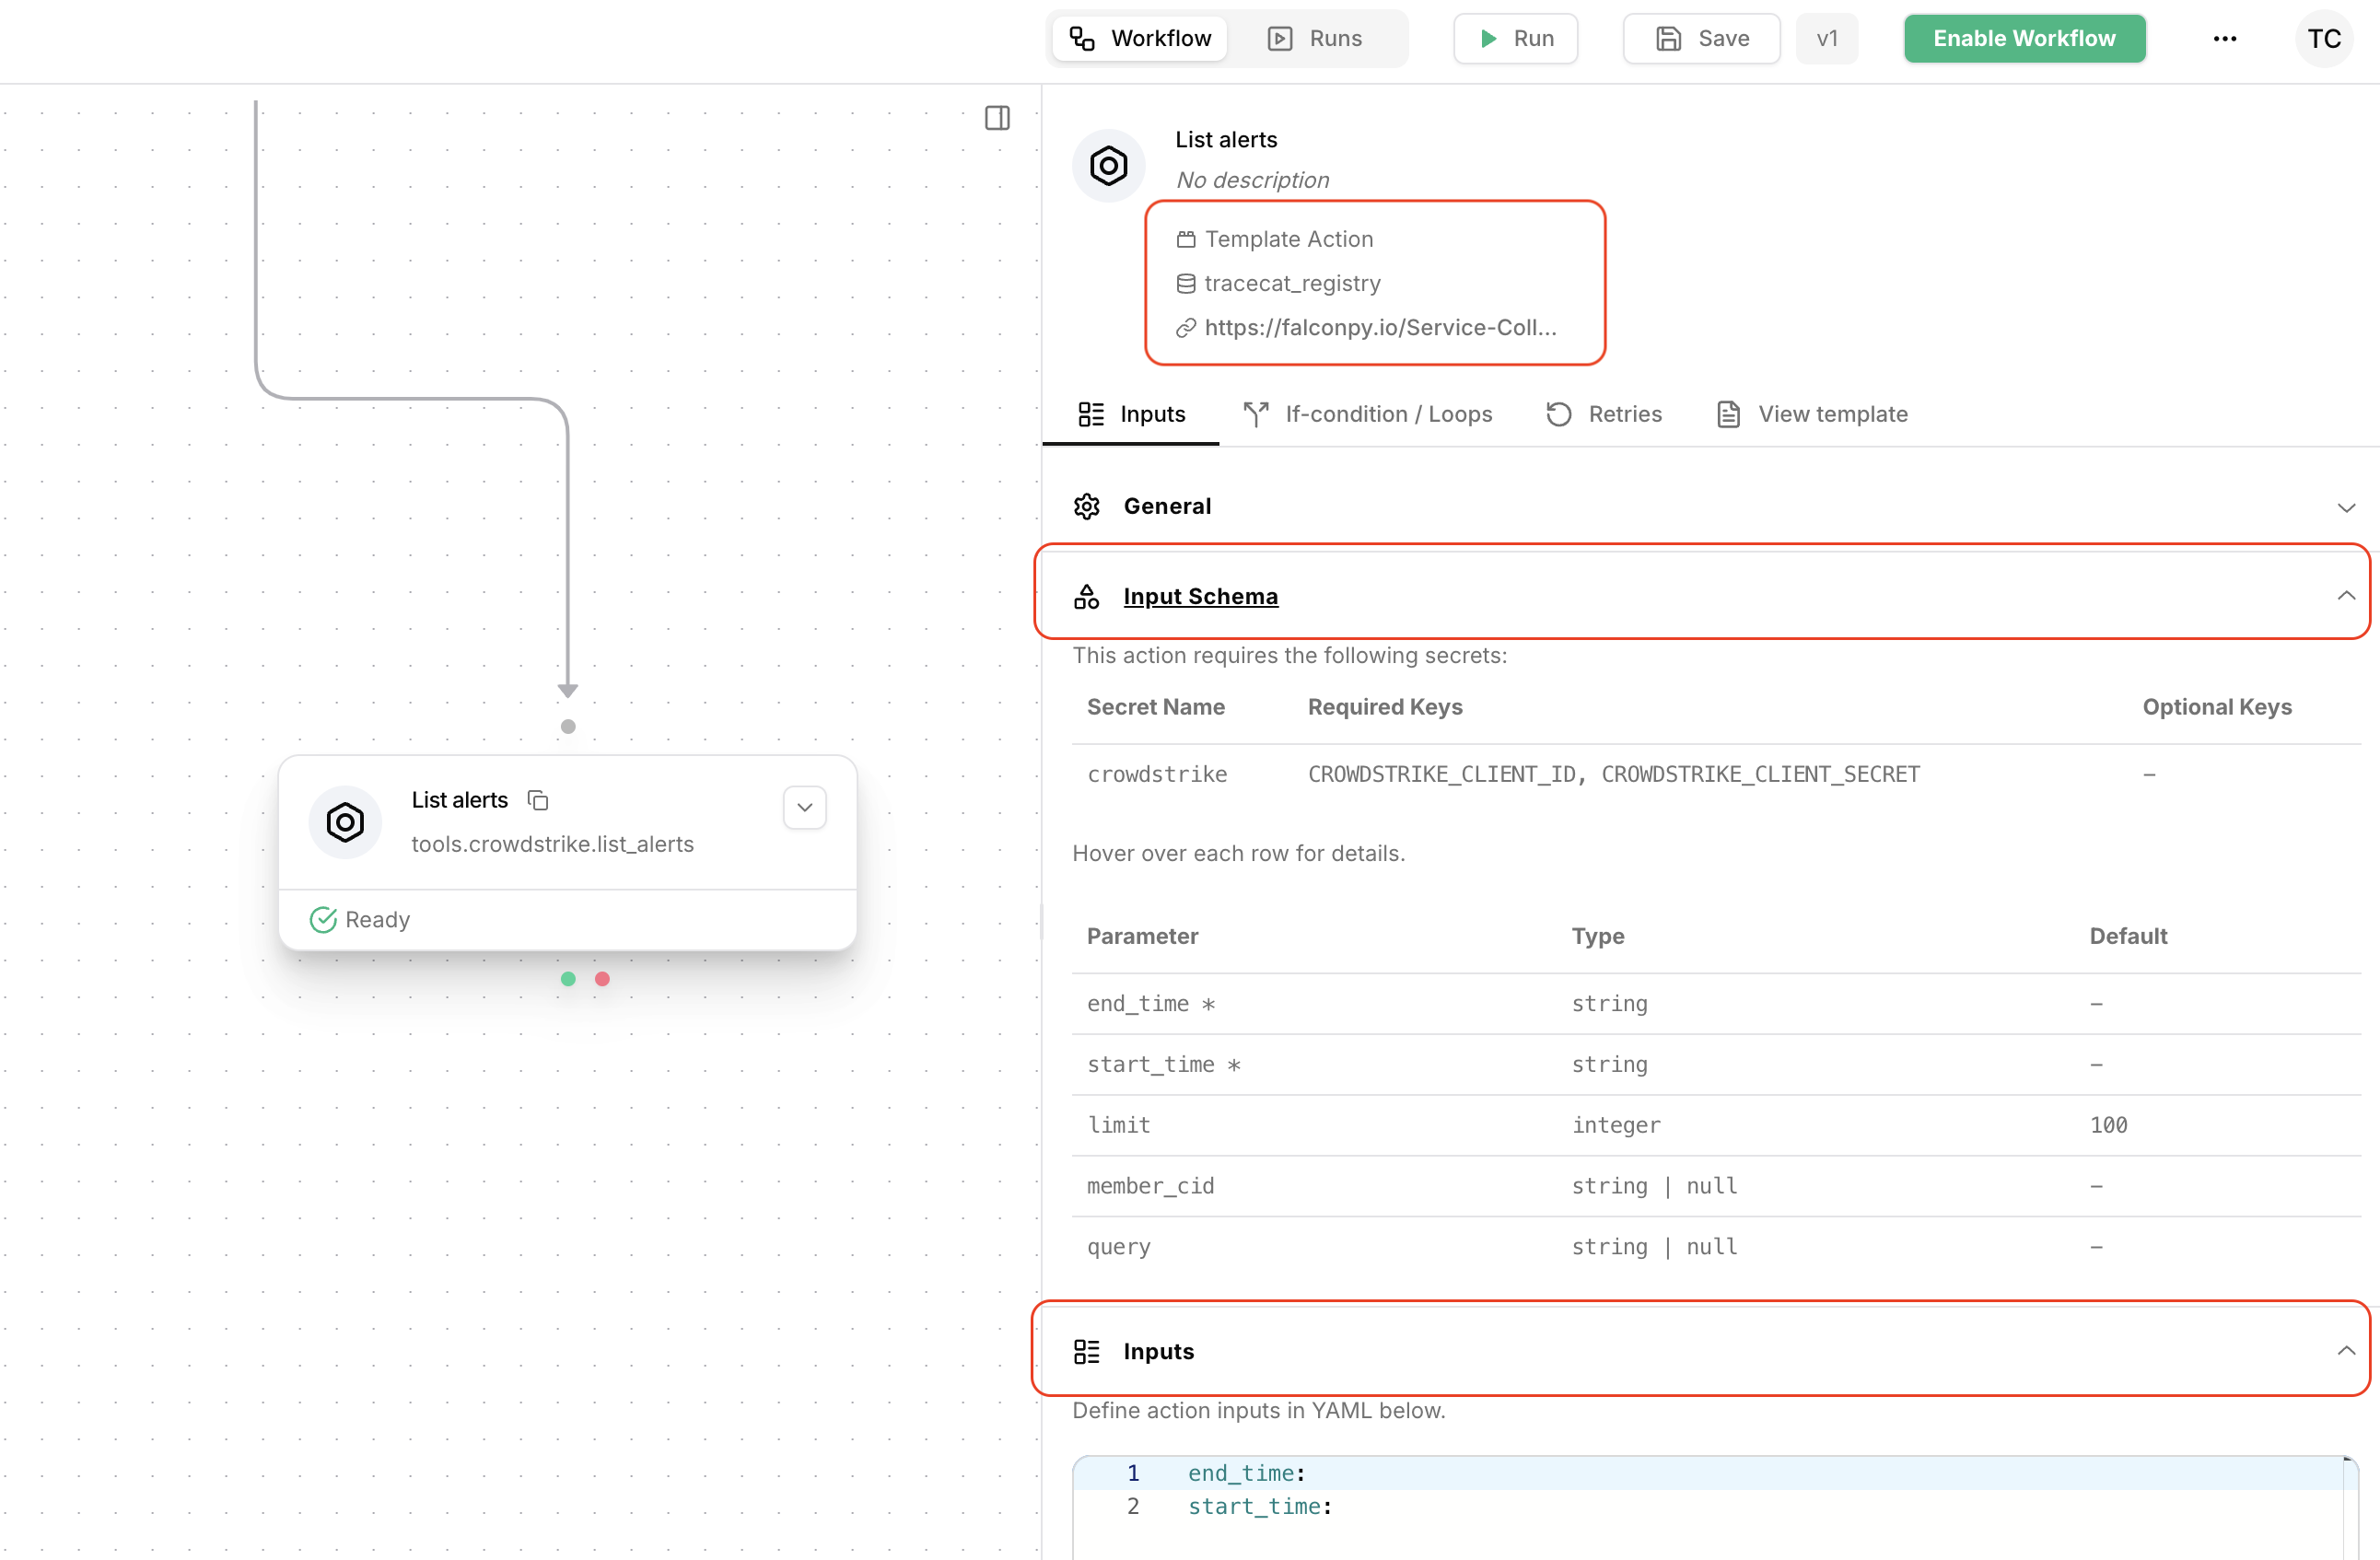 Workflow Runs Run Save v1 Enable Workflow TC
List alerts
No description
Template Action
tracecat_registry
https://falconpy.io/Service-Coll...
Inputs If-condition / Loops Retries View template
General
Input Schema
This action requires the following secrets:
Secret Name Required Keys Optional Keys
crowdstrike CROWDSTRIKE_CLIENT_ID, CROWDSTRIKE_CLIENT_SECRET –
Hover over each row for details.
Parameter Type Default
end_time * string –
start_time * string –
limit integer 100
member_cid string | null –
query string | null –
Inputs
Define action inputs in YAML below.
1 end_time:
2 start_time:
List alerts
tools.crowdstrike.list_alerts
Ready